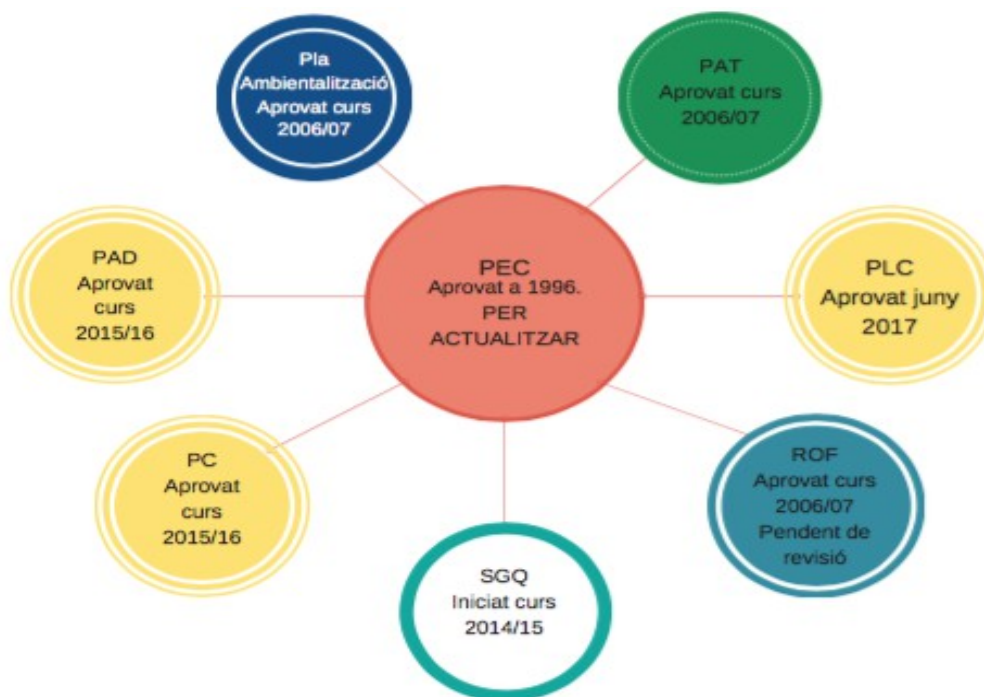 Pla
Ambientalització
Aprovat curs
2006/07
PAT
Aprovat curs
2006/07
PAD
Aprovat
curs
2015/16
PEC
Aprovat a 1996.
PER
ACTUALITZAR
PLC
Aprovat juny
2017
PC
Aprovat
curs
2015/16
ROF
Aprovat curs
2006/07
Pendent de
revisió
SGQ
Iniciat curs
2014/15